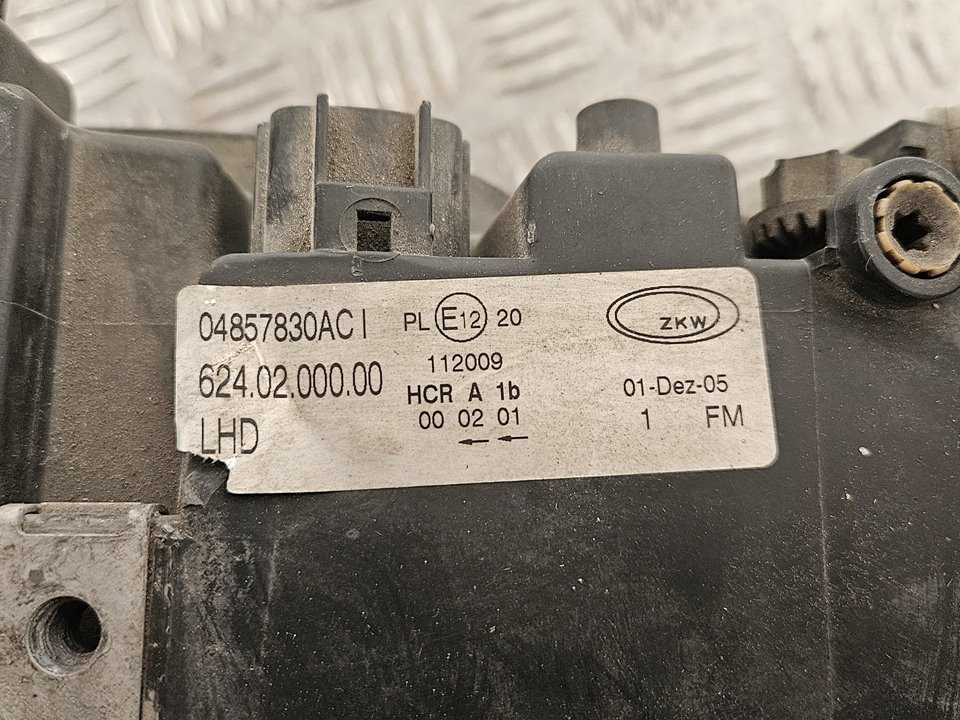 04857830AC I
624.02.000.00
LHD
PL E12 20
112009
HCR A 1b
00 02 01
ZKW
01-Dez-05
1 FM